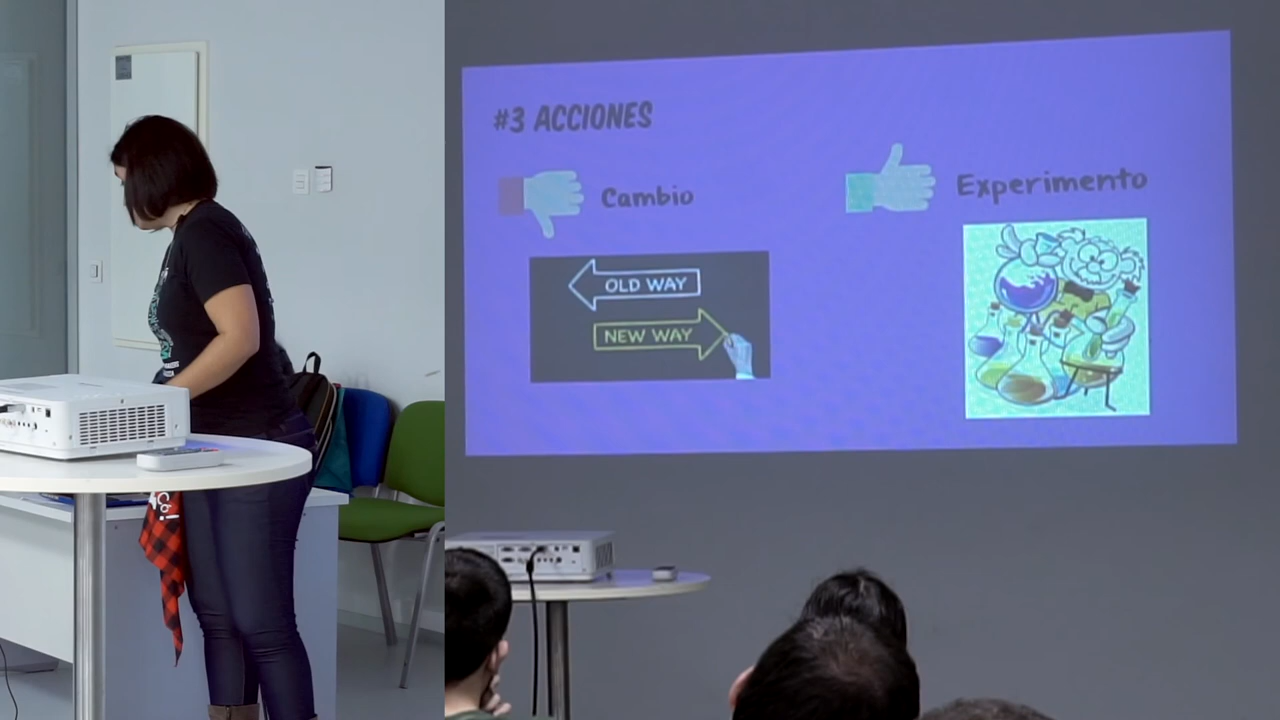 #3 ACCIONES
Cambio
Experimento
OLD WAY
NEW WAY